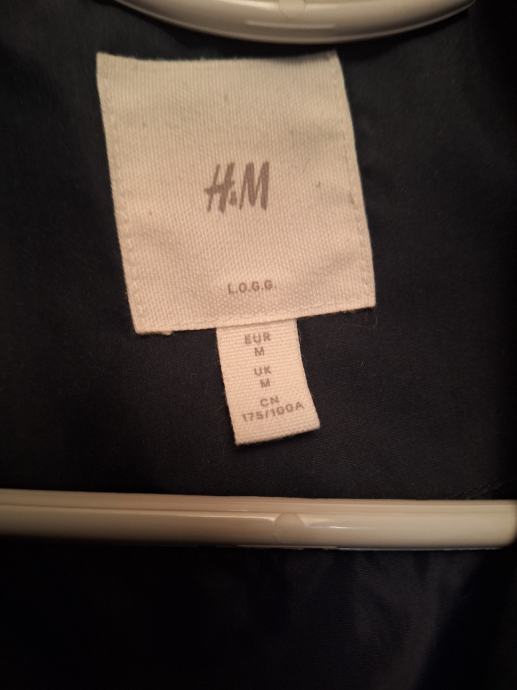 H&M
L.O.G.G.
EUR
M
UK
M
CN
175/100A